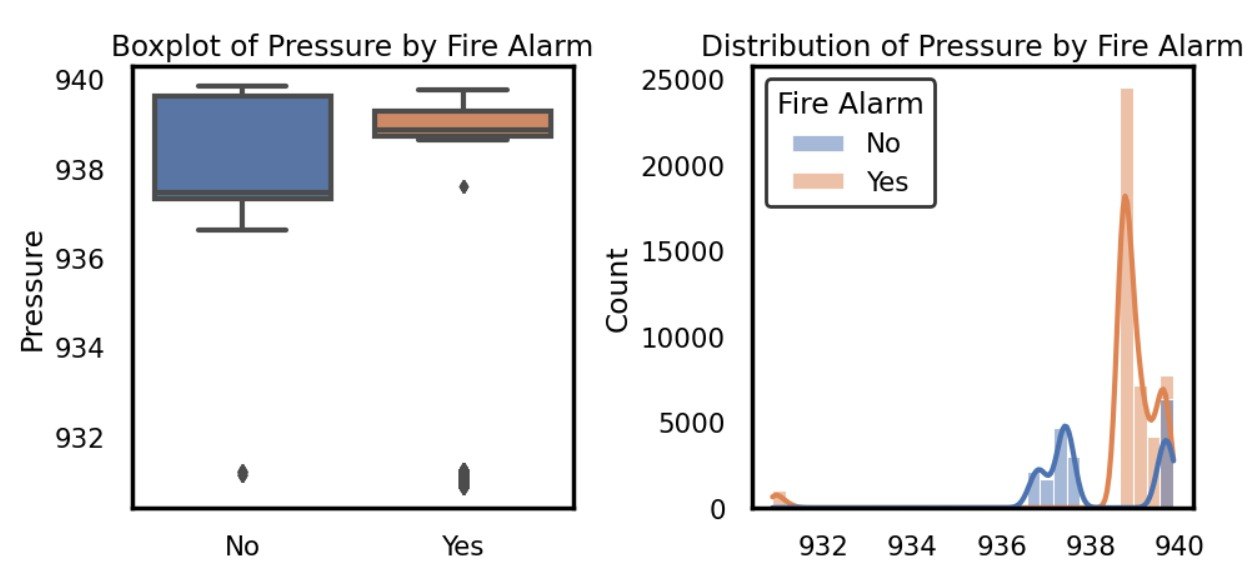 Boxplot of Pressure by Fire Alarm
Pressure
940
938
936
934
932
No
Yes
Distribution of Pressure by Fire Alarm
Count
25000
20000
15000
10000
5000
0
Fire Alarm
No
Yes
932 934 936 938 940